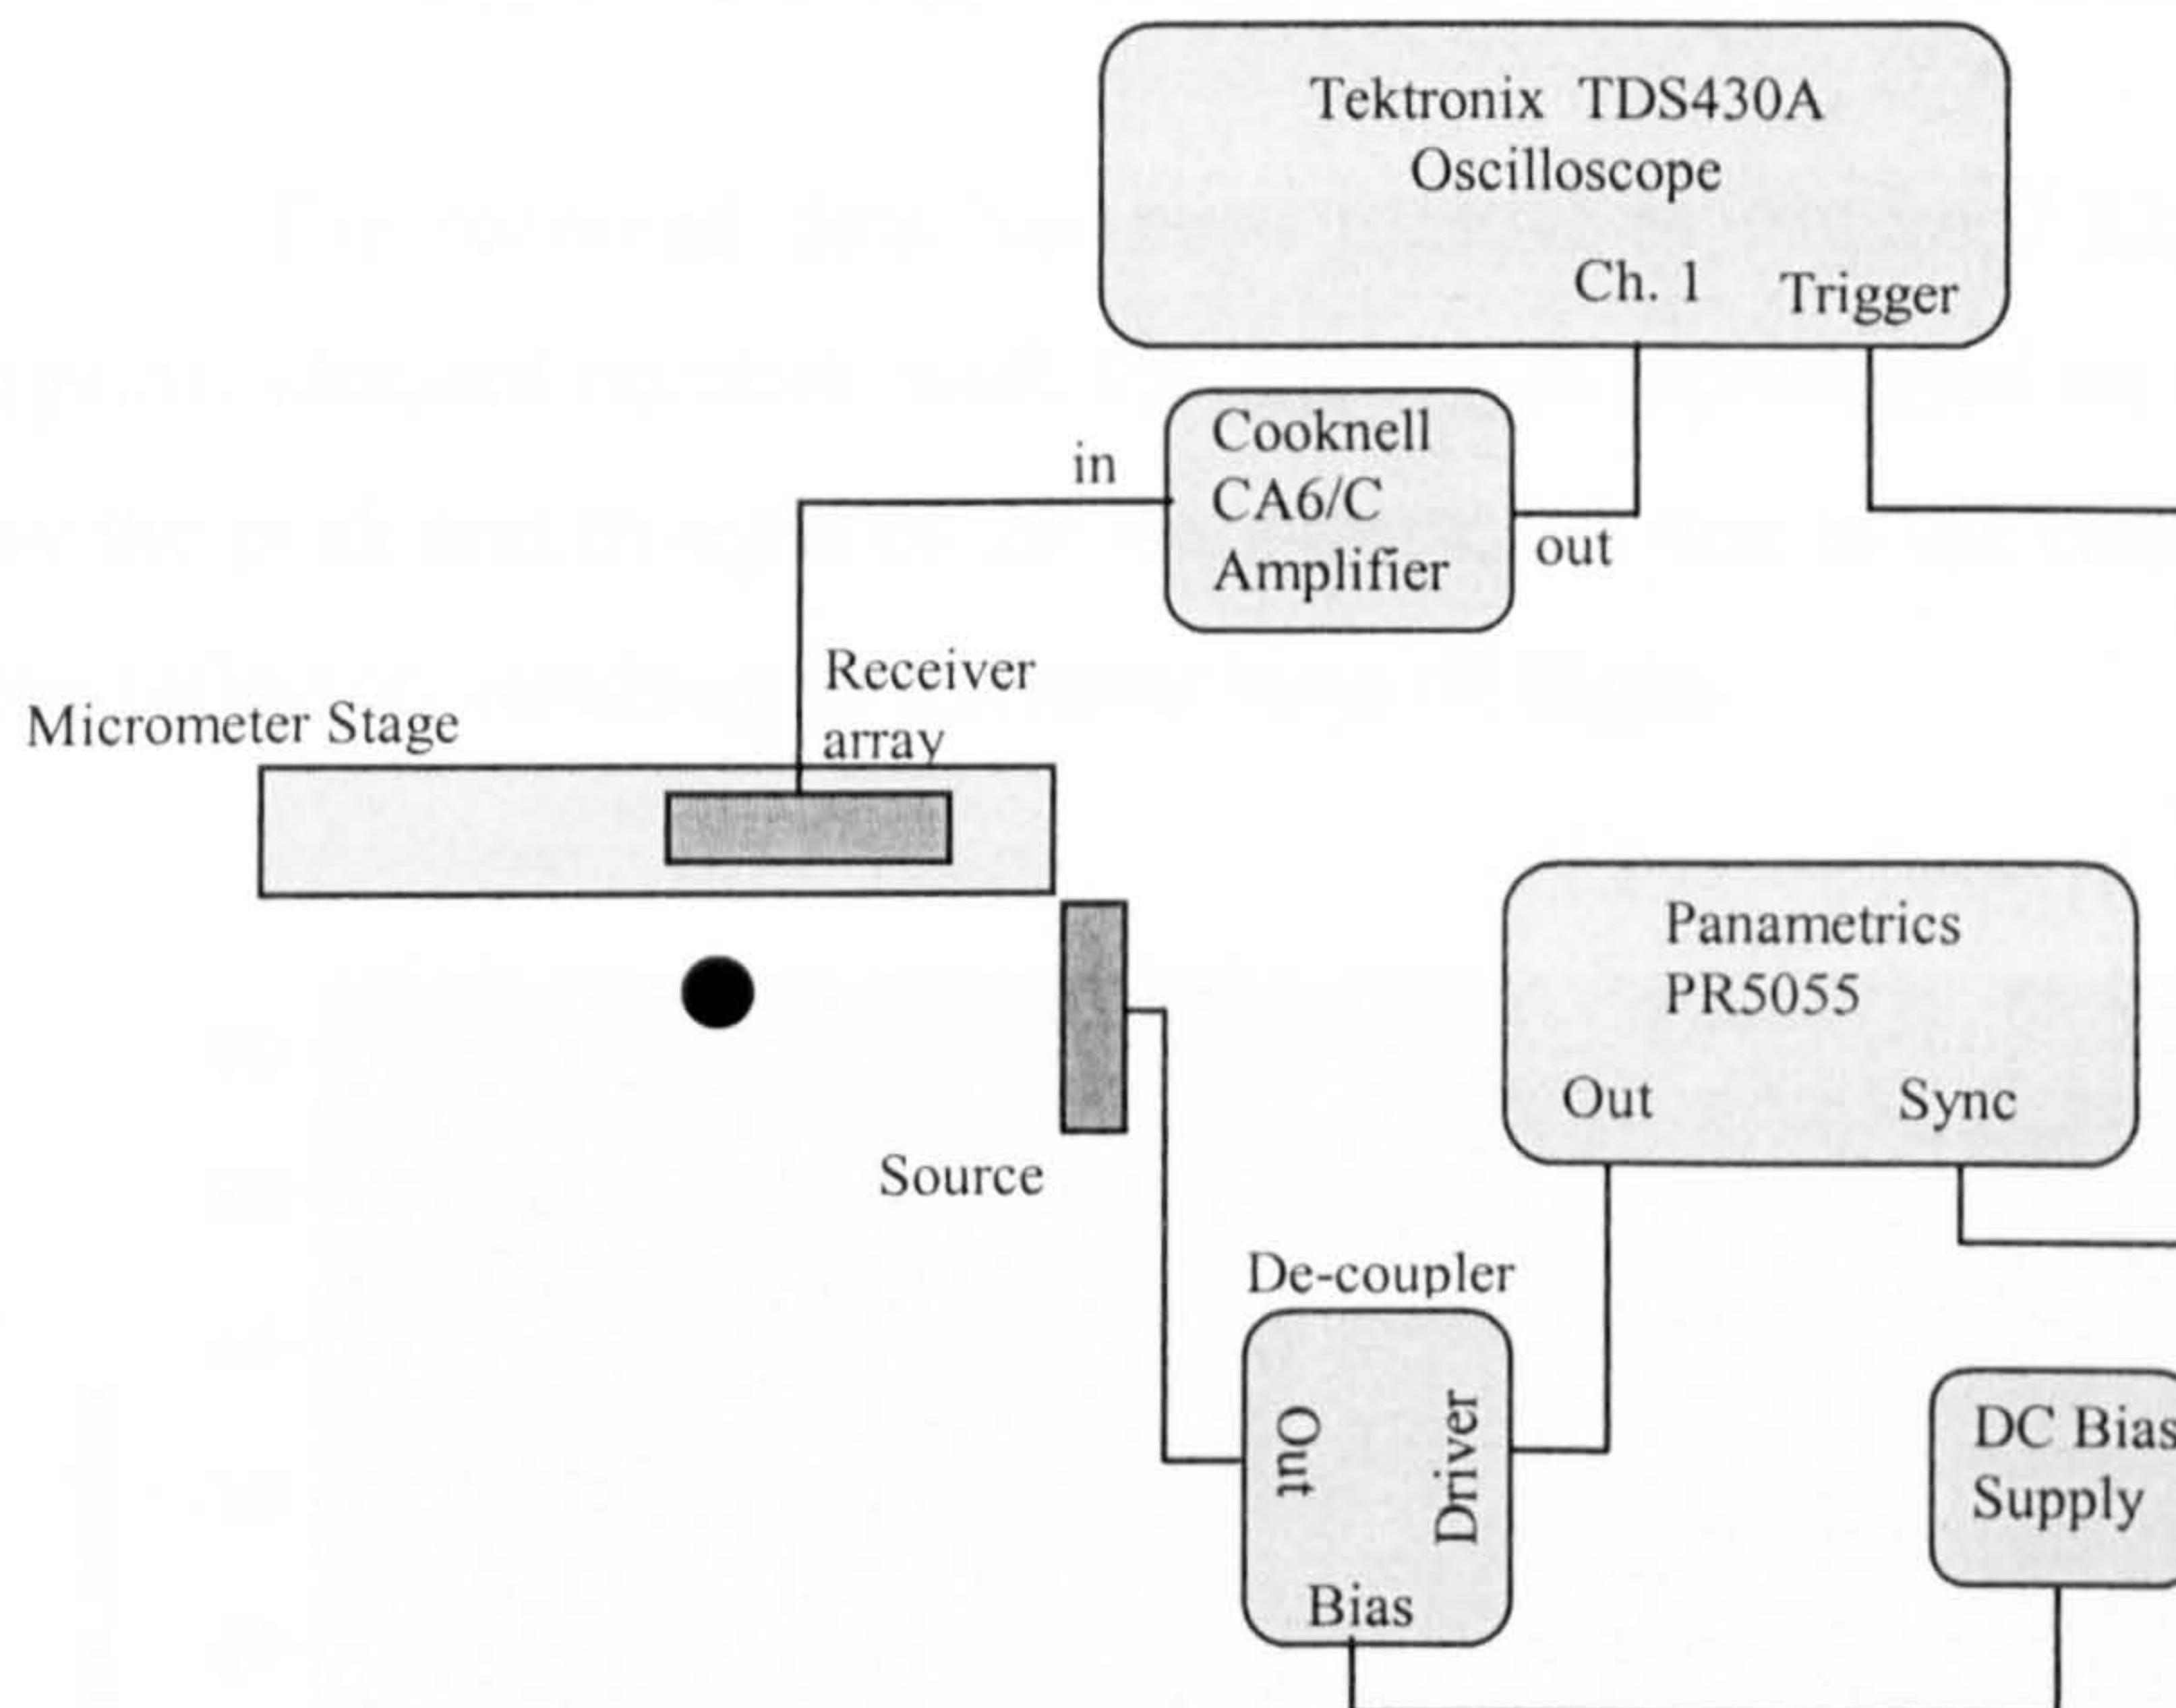 Tektronix TDS430A
Oscilloscope
Ch. 1
Trigger
in
Cooknell
CA6/C
Amplifier
out
Receiver
array
Micrometer Stage
Panametrics
PR5055
Out
Sync
Source
De-coupler
Out
Driver
Bias
DC Bias
Supply